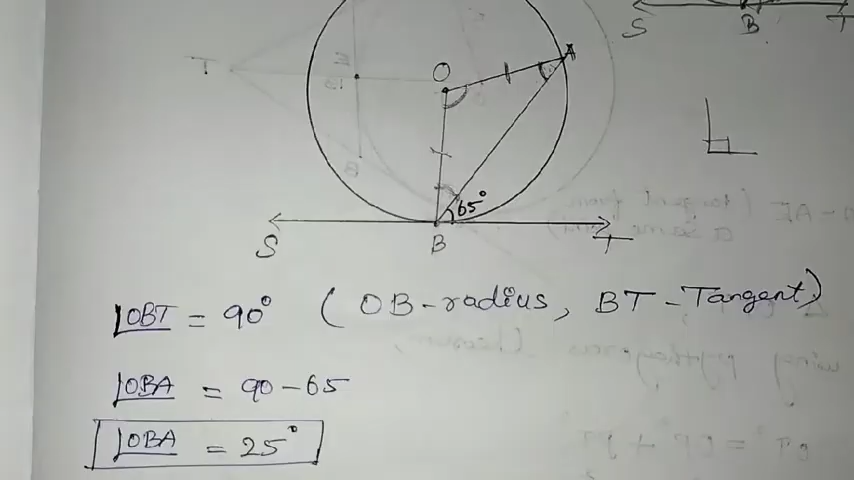 S B T
A
O
65°
S B T
∠OBT = 90° (OB-radius, BT-Tangent)
∠OBA = 90-65
∠OBA = 25°